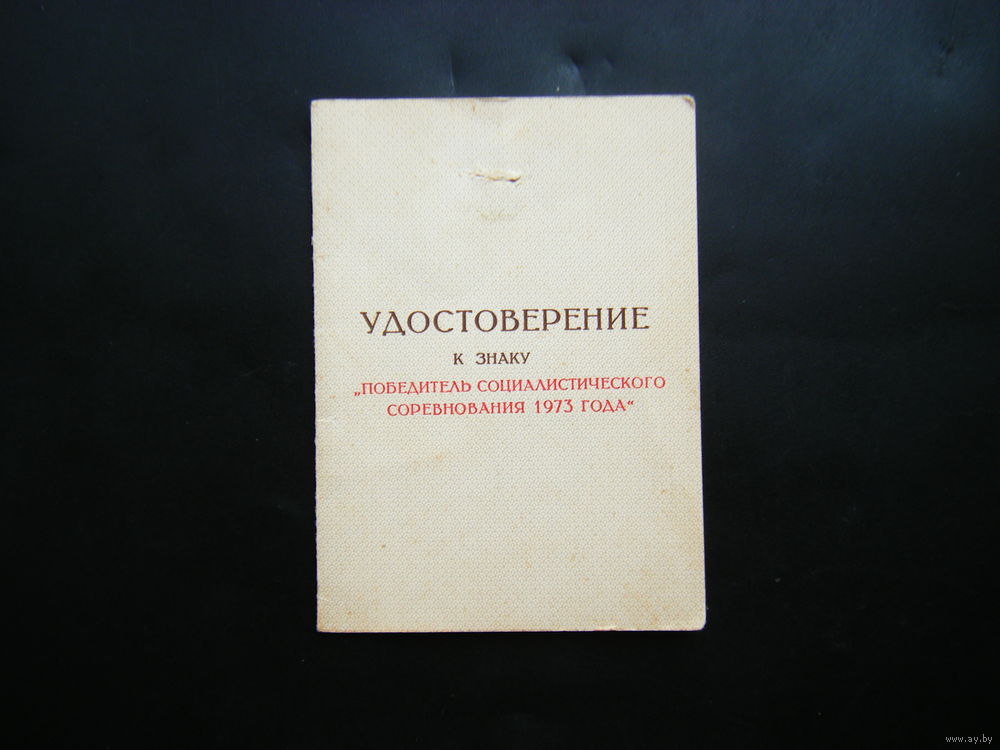 УДОСТОВЕРЕНИЕ
К ЗНАКУ
„ПОБЕДИТЕЛЬ СОЦИАЛИСТИЧЕСКОГО
СОРЕВНОВАНИЯ 1973 ГОДА“
www.ay.by